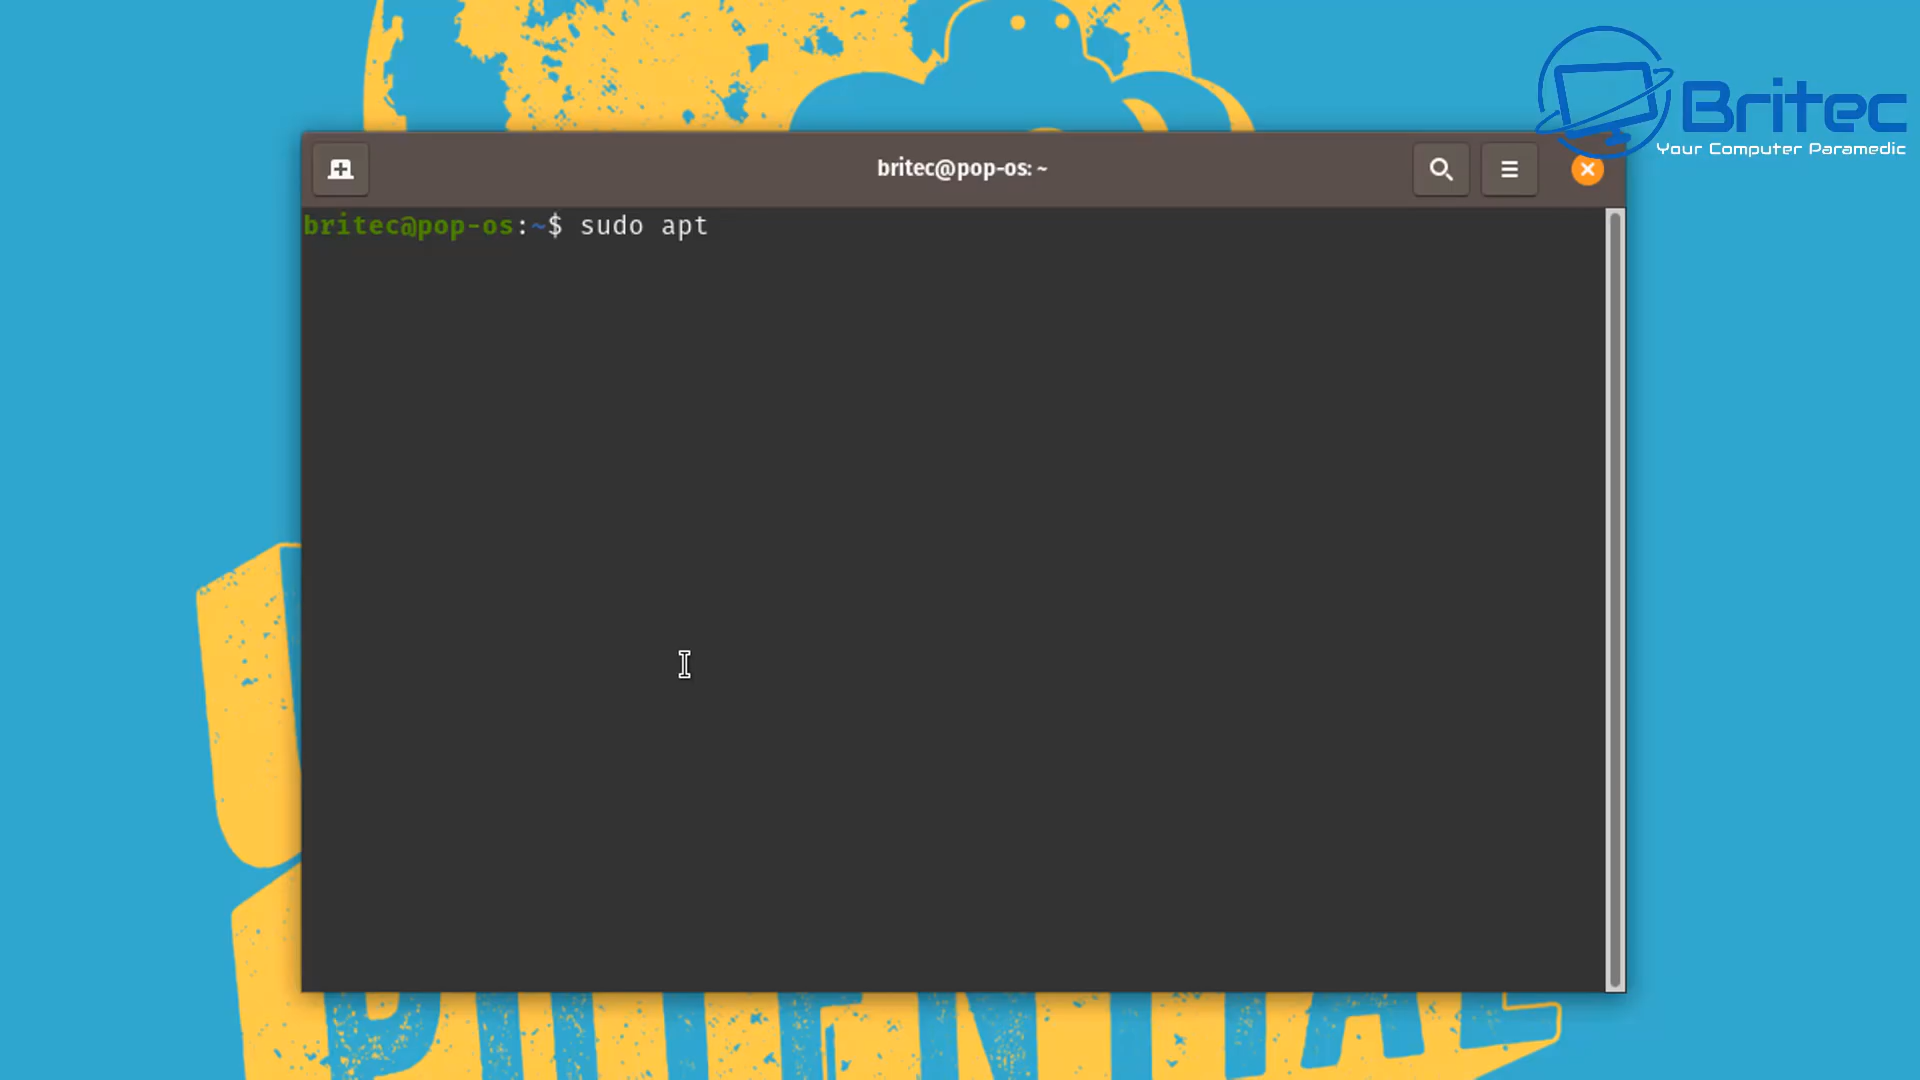 Britec
Your Computer Paramedic
britec@pop-os: ~
britec@pop-os:~$ sudo apt